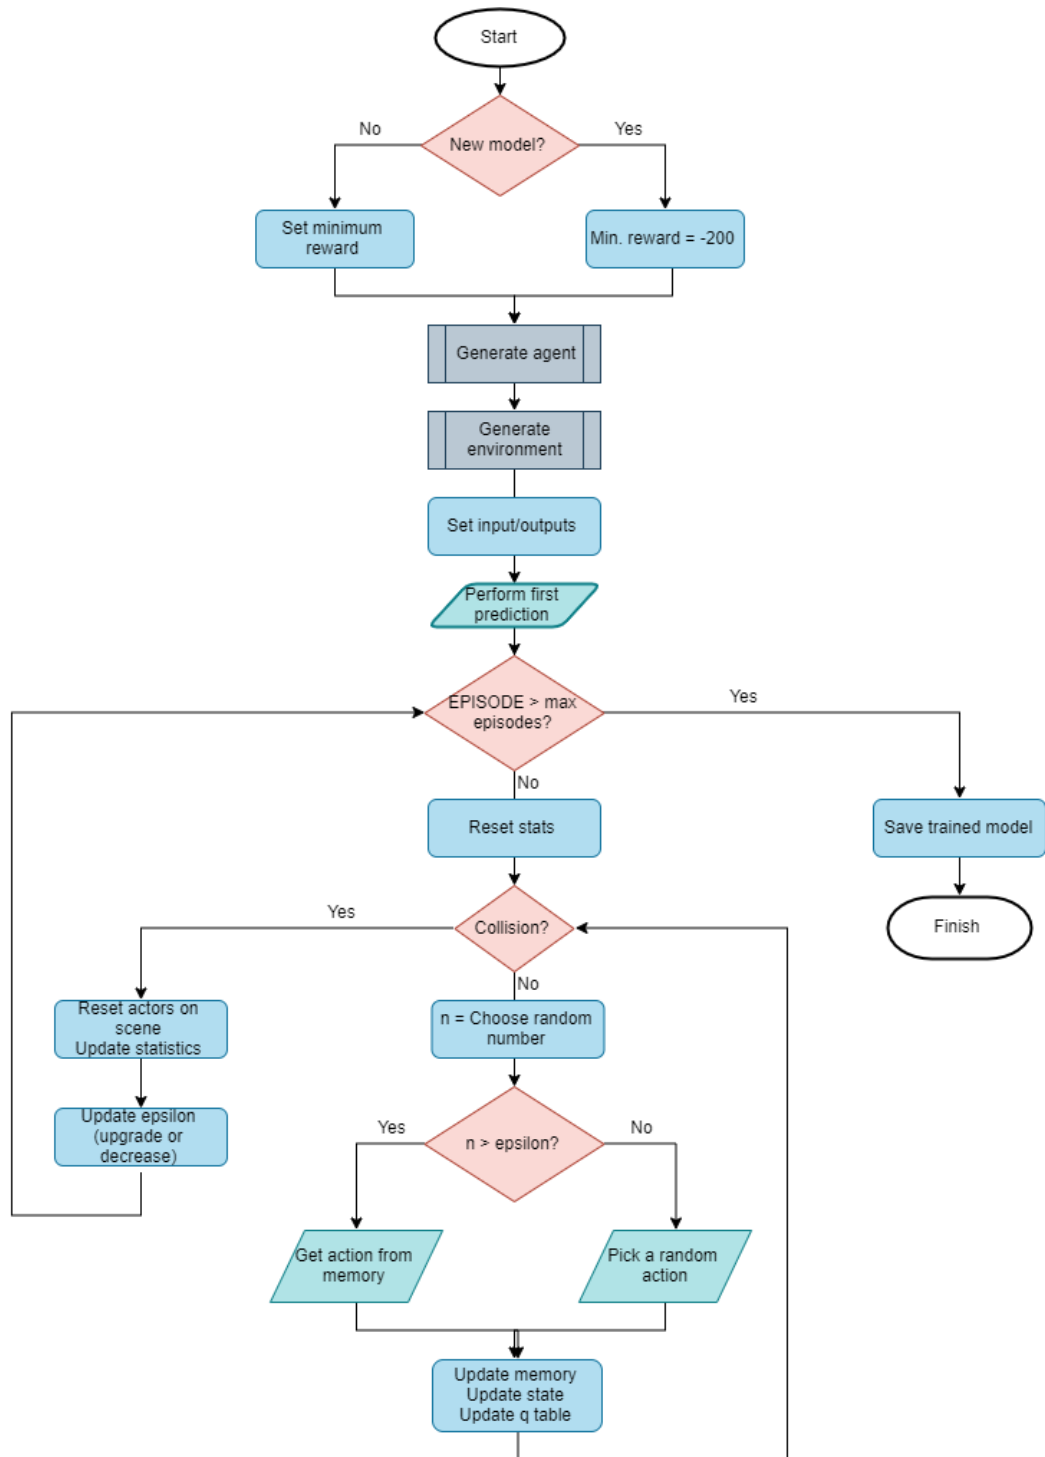 Start
No
Yes
New model?
Set minimum
reward
Min. reward = -200
Generate agent
Generate
environment
Set input/outputs
Perform first
prediction
EPISODE > max
episodes?
Yes
No
Reset stats
Save trained model
Yes
Collision?
Finish
No
Reset actors on
scene
Update statistics
n = Choose random
number
Update epsilon
(upgrade or
decrease)
Yes
n > epsilon?
No
Get action from
memory
Pick a random
action
Update memory
Update state
Update q table